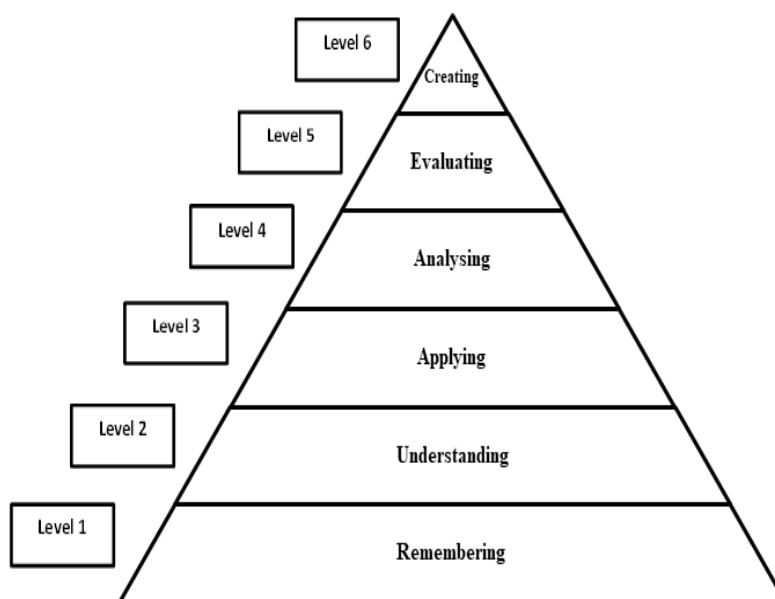 Level 6
Creating
Level 5
Evaluating
Level 4
Analysing
Level 3
Applying
Level 2
Understanding
Level 1
Remembering